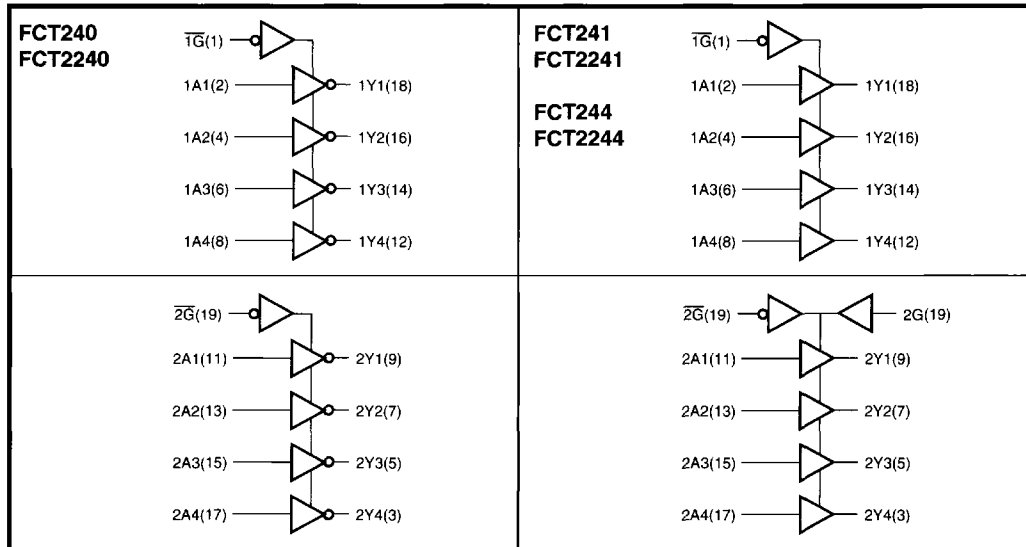 FCT240
FCT2240
1G̅(1)
1A1(2) 1Y1(18)
1A2(4) 1Y2(16)
1A3(6) 1Y3(14)
1A4(8) 1Y4(12)
FCT241
FCT2241
FCT244
FCT2244
1G̅(1)
1A1(2) 1Y1(18)
1A2(4) 1Y2(16)
1A3(6) 1Y3(14)
1A4(8) 1Y4(12)
2G̅(19)
2A1(11) 2Y1(9)
2A2(13) 2Y2(7)
2A3(15) 2Y3(5)
2A4(17) 2Y4(3)
2G̅(19) 2G(19)
2A1(11) 2Y1(9)
2A2(13) 2Y2(7)
2A3(15) 2Y3(5)
2A4(17) 2Y4(3)